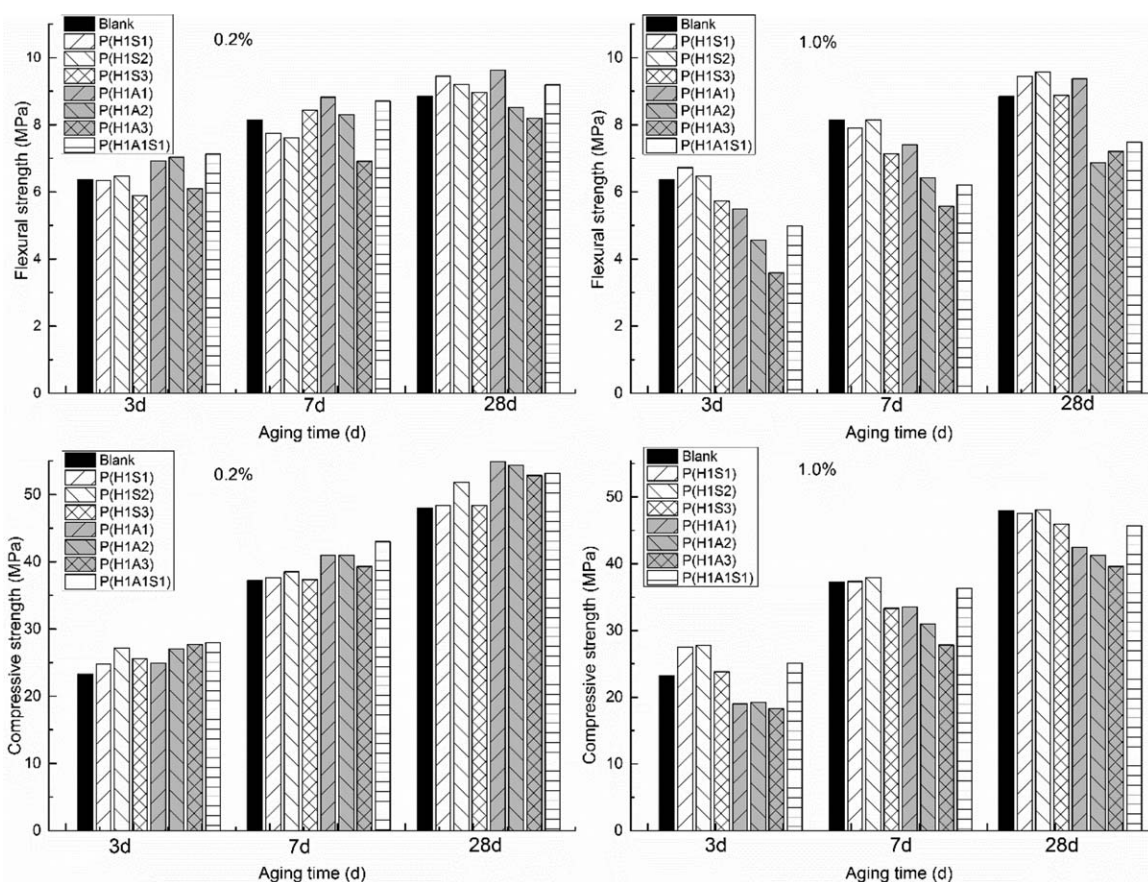 Blank
P(H1S1)
P(H1S2)
P(H1S3)
P(H1A1)
P(H1A2)
P(H1A3)
P(H1A1S1)
0.2%
Flexural strength (MPa)
10
8
6
4
2
0
3d 7d 28d
Aging time (d)
Blank
P(H1S1)
P(H1S2)
P(H1S3)
P(H1A1)
P(H1A2)
P(H1A3)
P(H1A1S1)
1.0%
Flexural strength (MPa)
10
8
6
4
2
0
3d 7d 28d
Aging time (d)
Blank
P(H1S1)
P(H1S2)
P(H1S3)
P(H1A1)
P(H1A2)
P(H1A3)
P(H1A1S1)
0.2%
Compressive strength (MPa)
50
40
30
20
10
0
3d 7d 28d
Aging time (d)
Blank
P(H1S1)
P(H1S2)
P(H1S3)
P(H1A1)
P(H1A2)
P(H1A3)
P(H1A1S1)
1.0%
Compressive strength (MPa)
50
40
30
20
10
0
3d 7d 28d
Aging time (d)